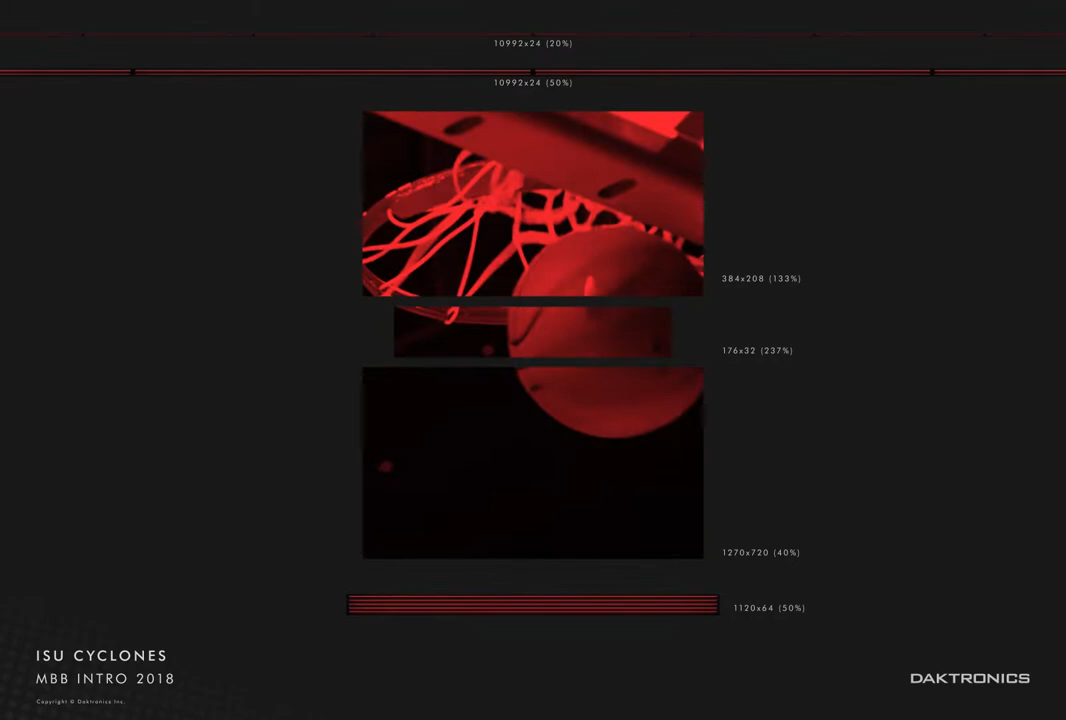 10992x24 (20%)
10992x24 (50%)
384x208 (133%)
176x32 (237%)
1270x720 (40%)
1120x64 (50%)
ISU CYCLONES
MBB INTRO 2018
Copyright © Daktronics Inc.
DAKTRONICS